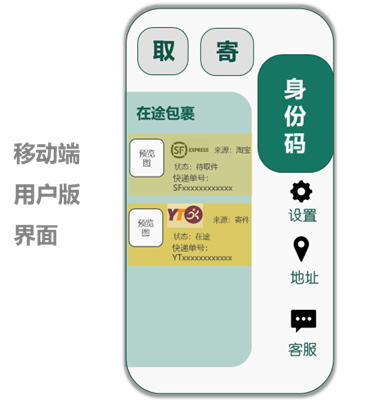 移动端
用户版
界面
取
寄
身份码
在途包裹
预览图
SF EXPRESS
来源：淘宝
状态：待取件
快递单号：
SFxxxxxxxxxxxx
预览图
YTO
来源：寄件
状态：在途
快递单号：
YTxxxxxxxxxxxx
设置
地址
客服